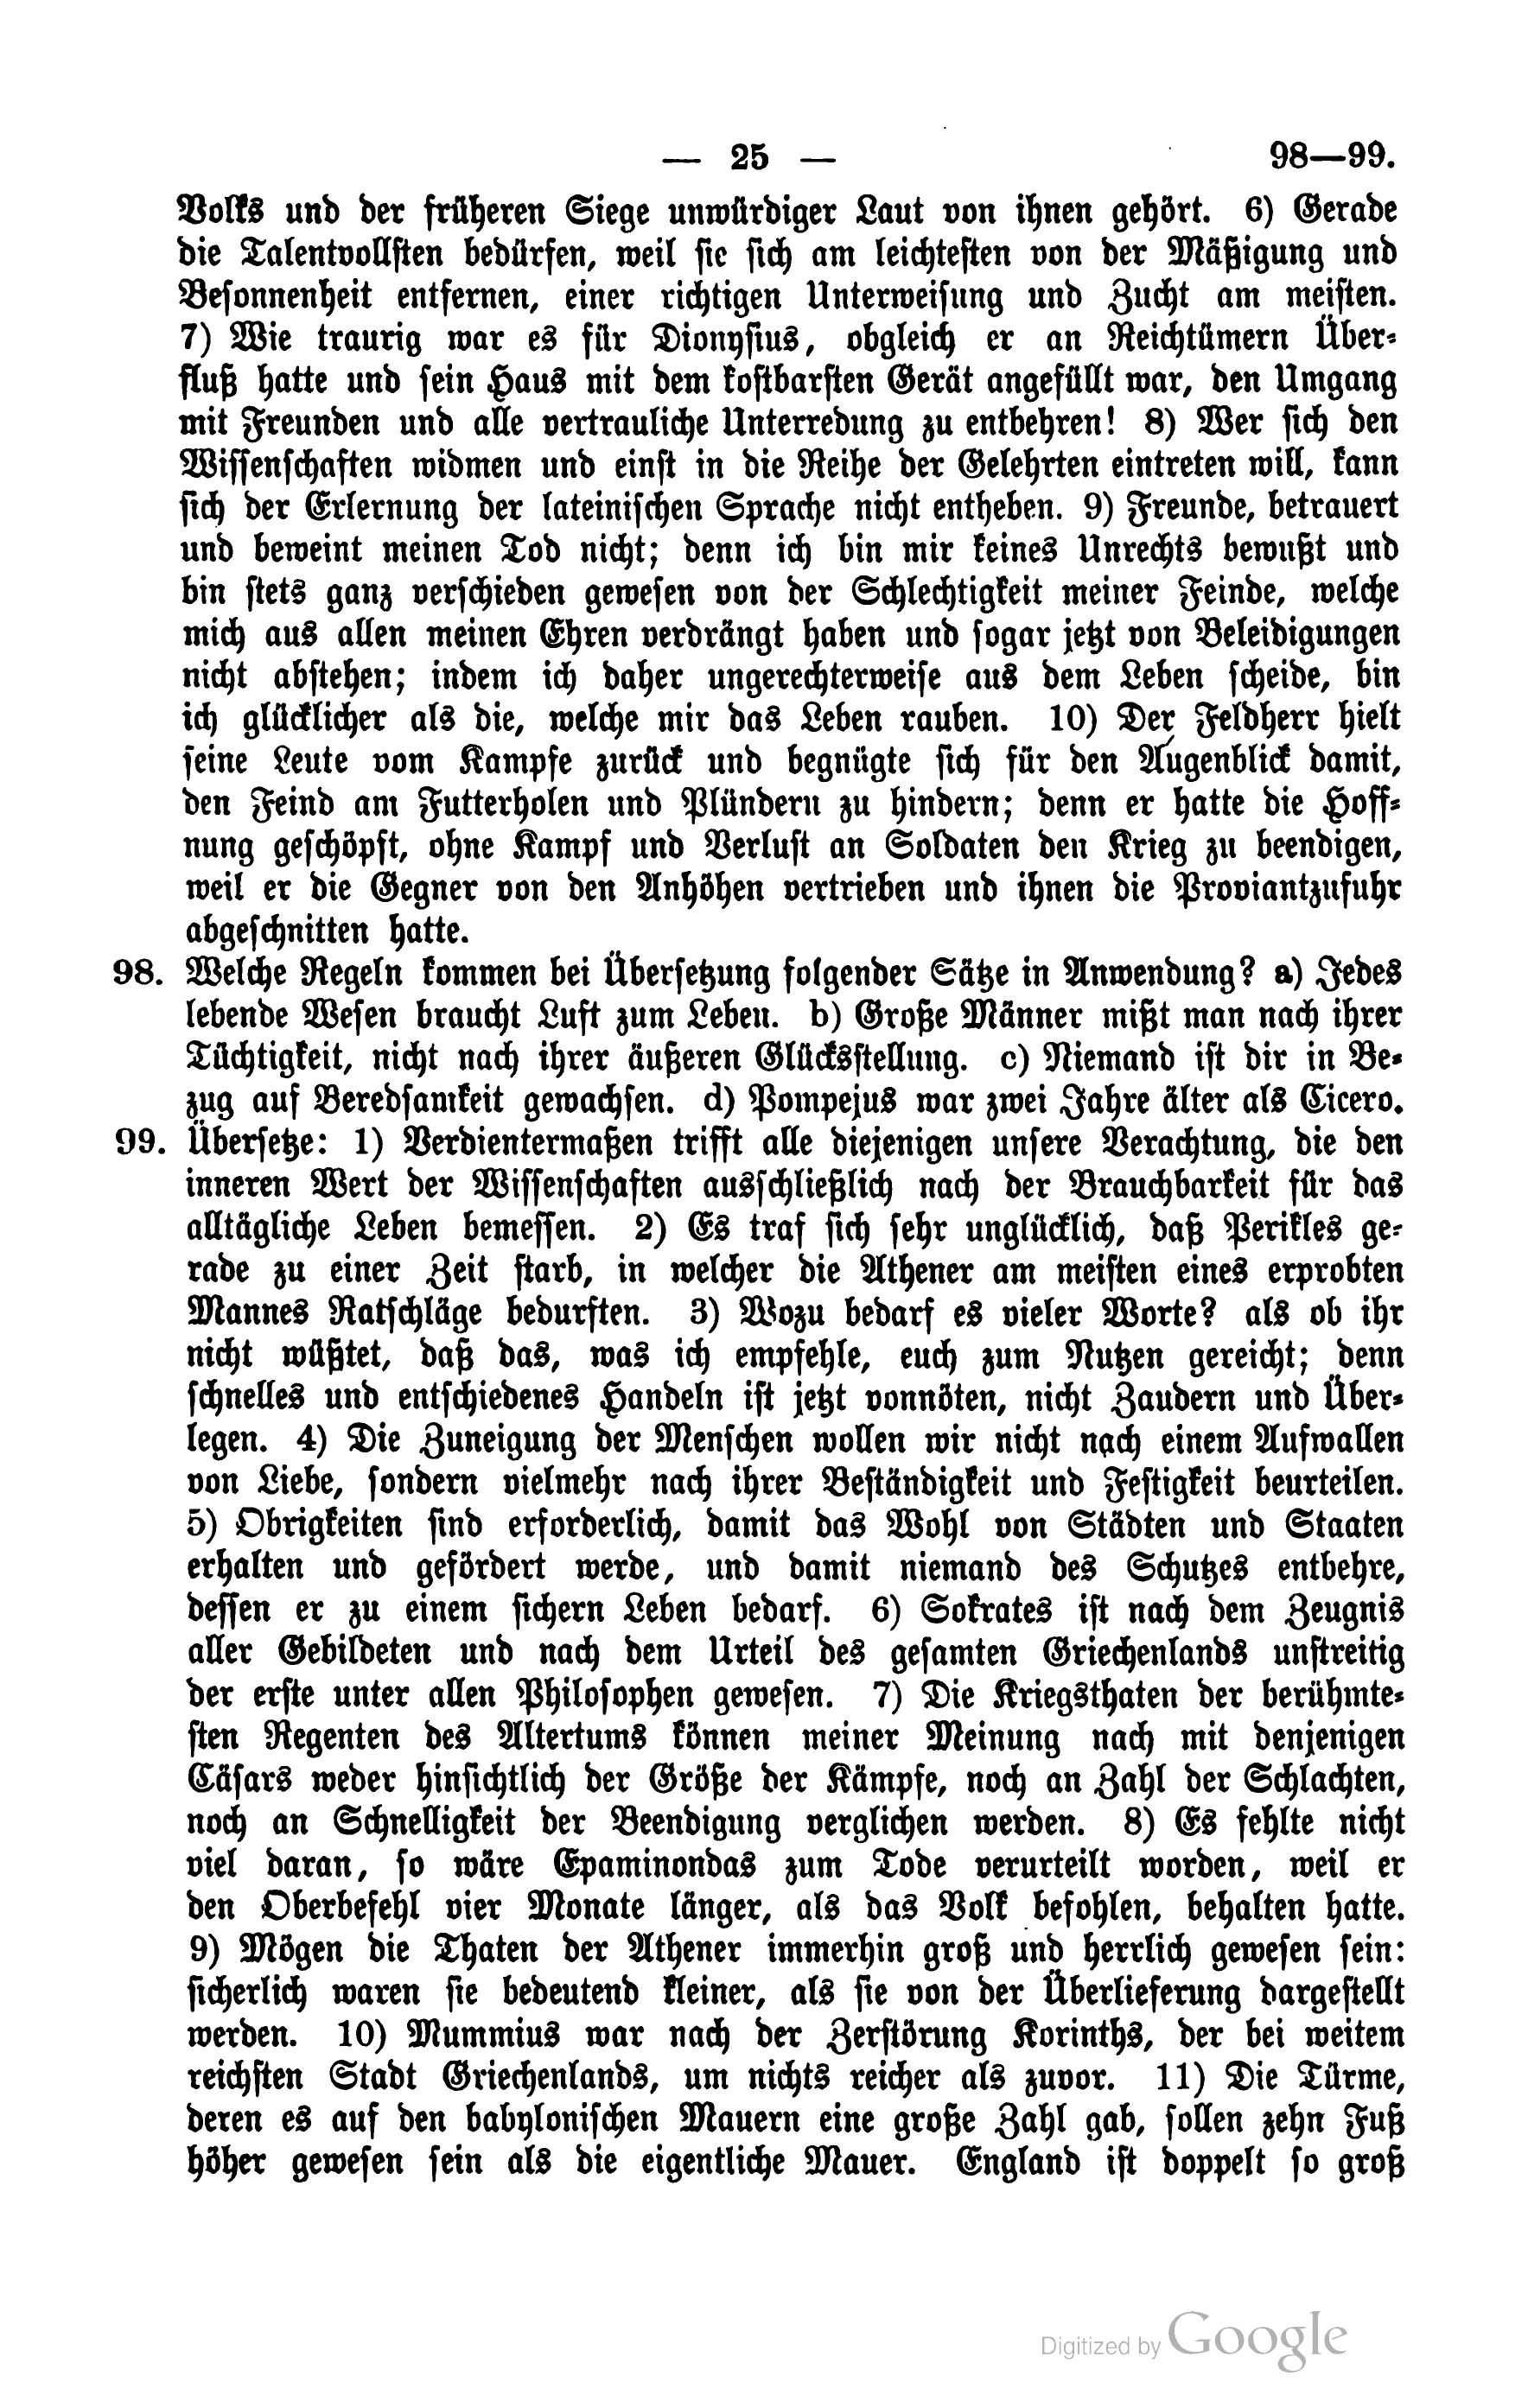 — 25 — 98—99.
Volks und der früheren Siege unwürdiger Laut von ihnen gehört. 6) Gerade
die Talentvollsten bedürfen, weil sie sich am leichtesten von der Mäßigung und
Besonnenheit entfernen, einer richtigen Unterweisung und Zucht am meisten.
7) Wie traurig war es für Dionysius, obgleich er an Reichtümern Über-
fluß hatte und sein Haus mit dem kostbarsten Gerät angefüllt war, den Umgang
mit Freunden und alle vertrauliche Unterredung zu entbehren! 8) Wer sich den
Wissenschaften widmen und einst in die Reihe der Gelehrten eintreten will, kann
sich der Erlernung der lateinischen Sprache nicht entheben. 9) Freunde, betrauert
und beweint meinen Tod nicht; denn ich bin mir keines Unrechts bewußt und
bin stets ganz verschieden gewesen von der Schlechtigkeit meiner Feinde, welche
mich aus allen meinen Ehren verdrängt haben und sogar jetzt von Beleidigungen
nicht abstehen; indem ich daher ungerechterweise aus dem Leben scheide, bin
ich glücklicher als die, welche mir das Leben rauben. 10) Der Feldherr hielt
seine Leute vom Kampfe zurück und begnügte sich für den Augenblick damit,
den Feind am Futterholen und Plündern zu hindern; denn er hatte die Hoff-
nung geschöpft, ohne Kampf und Verlust an Soldaten den Krieg zu beendigen,
weil er die Gegner von den Anhöhen vertrieben und ihnen die Proviantzufuhr
abgeschnitten hatte.
98. Welche Regeln kommen bei Übersetzung folgender Sätze in Anwendung? a) Jedes
lebende Wesen braucht Luft zum Leben. b) Große Männer mißt man nach ihrer
Tüchtigkeit, nicht nach ihrer äußeren Glücksstellung. c) Niemand ist dir in Be-
zug auf Beredsamkeit gewachsen. d) Pompejus war zwei Jahre älter als Cicero.
99. Übersetze: 1) Verdientermaßen trifft alle diejenigen unsere Verachtung, die den
inneren Wert der Wissenschaften ausschließlich nach der Brauchbarkeit für das
alltägliche Leben bemessen. 2) Es traf sich sehr unglücklich, daß Perikles ge-
rade zu einer Zeit starb, in welcher die Athener am meisten eines erprobten
Mannes Ratschläge bedurften. 3) Wozu bedarf es vieler Worte? als ob ihr
nicht wüßtet, daß das, was ich empfehle, euch zum Nutzen gereicht; denn
schnelles und entschiedenes Handeln ist jetzt vonnöten, nicht Zaudern und Über-
legen. 4) Die Zuneigung der Menschen wollen wir nicht nach einem Aufwallen
von Liebe, sondern vielmehr nach ihrer Beständigkeit und Festigkeit beurteilen.
5) Obrigkeiten sind erforderlich, damit das Wohl von Städten und Staaten
erhalten und gefördert werde, und damit niemand des Schutzes entbehre,
dessen er zu einem sichern Leben bedarf. 6) Sokrates ist nach dem Zeugnis
aller Gebildeten und nach dem Urteil des gesamten Griechenlands unstreitig
der erste unter allen Philosophen gewesen. 7) Die Kriegsthaten der berühmte-
sten Regenten des Altertums können meiner Meinung nach mit denjenigen
Cäsars weder hinsichtlich der Größe der Kämpfe, noch an Zahl der Schlachten,
noch an Schnelligkeit der Beendigung verglichen werden. 8) Es fehlte nicht
viel daran, so wäre Epaminondas zum Tode verurteilt worden, weil er
den Oberbefehl vier Monate länger, als das Volk befohlen, behalten hatte.
9) Mögen die Thaten der Athener immerhin groß und herrlich gewesen sein:
sicherlich waren sie bedeutend kleiner, als sie von der Überlieferung dargestellt
werden. 10) Mummius war nach der Zerstörung Korinths, der bei weitem
reichsten Stadt Griechenlands, um nichts reicher als zuvor. 11) Die Türme,
deren es auf den babylonischen Mauern eine große Zahl gab, sollen zehn Fuß
höher gewesen sein als die eigentliche Mauer. England ist doppelt so groß
Digitized by Google